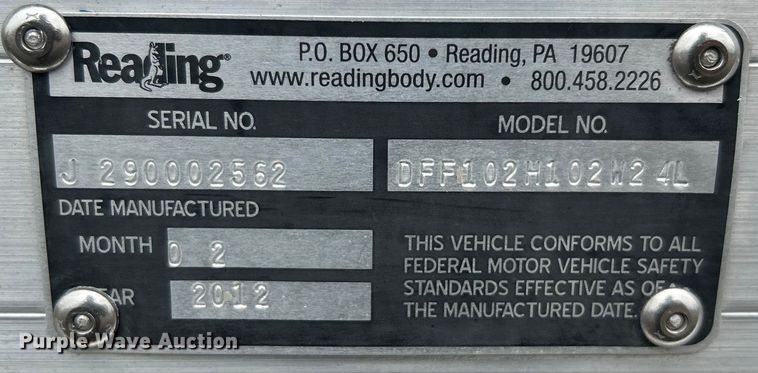 Reading®
P.O. BOX 650 • Reading, PA 19607
www.readingbody.com • 800.458.2226
SERIAL NO.
MODEL NO.
J 290002562
DFF102H102W24L
DATE MANUFACTURED
MONTH 02
2012
THIS VEHICLE CONFORMS TO ALL
FEDERAL MOTOR VEHICLE SAFETY
STANDARDS EFFECTIVE AS OF
THE MANUFACTURED DATE.
Purple Wave Auction